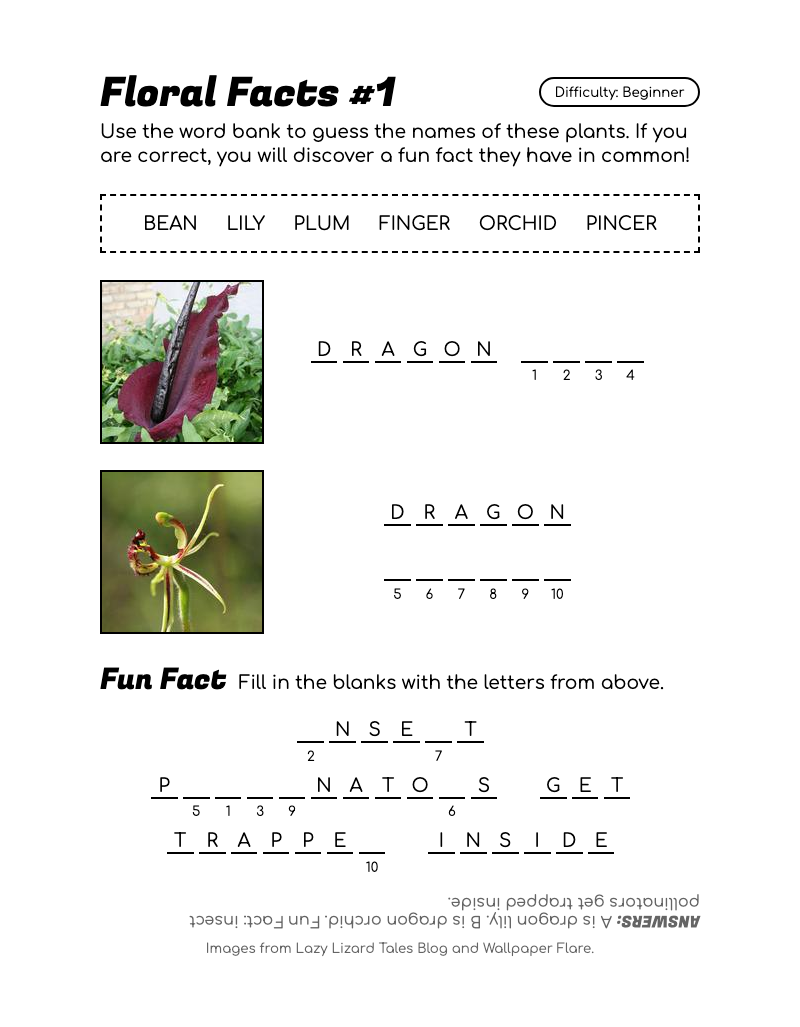 Floral Facts #1
Difficulty: Beginner
Use the word bank to guess the names of these plants. If you
are correct, you will discover a fun fact they have in common!
BEAN LILY PLUM FINGER ORCHID PINCER
D R A G O N _ _ _ _
1 2 3 4
D R A G O N
_ _ _ _ _ _
5 6 7 8 9 10
Fun Fact Fill in the blanks with the letters from above.
_ N S E _ T
2 7
P _ _ _ _ N A T O _ S G E T
5 1 3 9 6
T R A P P E _ I N S I D E
10
ANSWERS: A is dragon lily. B is dragon orchid. Fun Fact: insect
pollinators get trapped inside.
Images from Lazy Lizard Tales Blog and Wallpaper Flare.